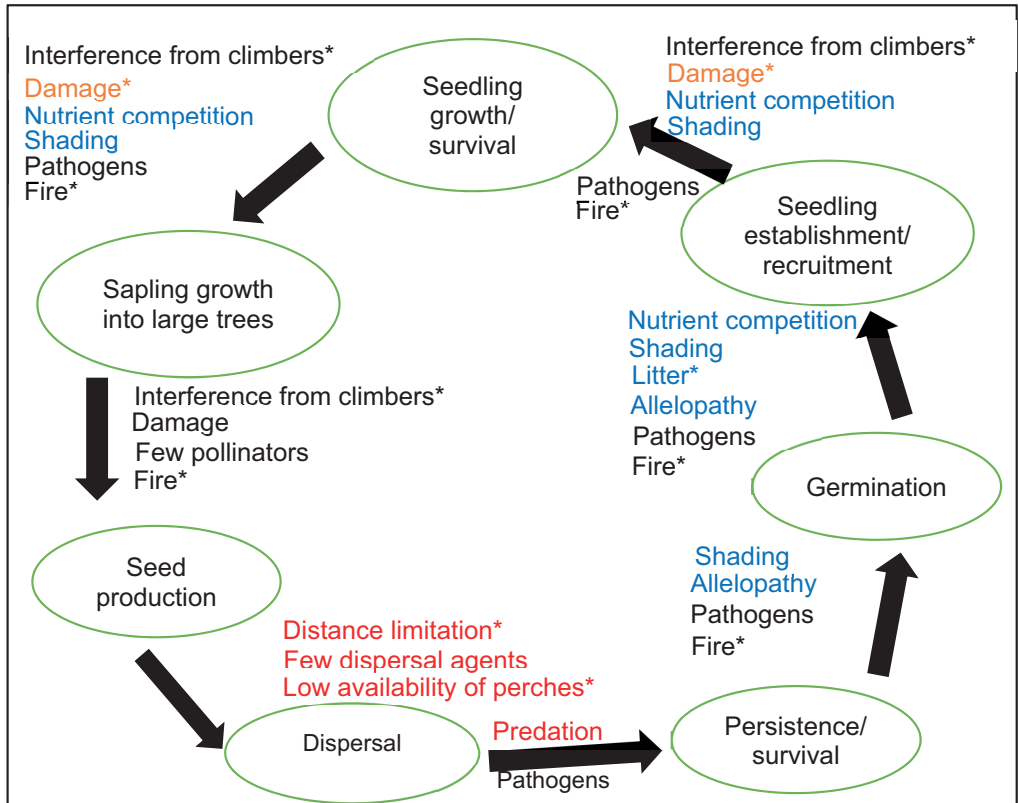 Interference from climbers*
Damage*
Nutrient competition
Shading
Pathogens
Fire*
Seedling
growth/
survival
Interference from climbers*
Damage*
Nutrient competition
Shading
Pathogens
Fire*
Seedling
establishment/
recruitment
Sapling growth
into large trees
Nutrient competition
Shading
Litter*
Allelopathy
Pathogens
Fire*
Interference from climbers*
Damage
Few pollinators
Fire*
Germination
Seed
production
Shading
Allelopathy
Pathogens
Fire*
Distance limitation*
Few dispersal agents
Low availability of perches*
Dispersal
Predation
Pathogens
Persistence/
survival